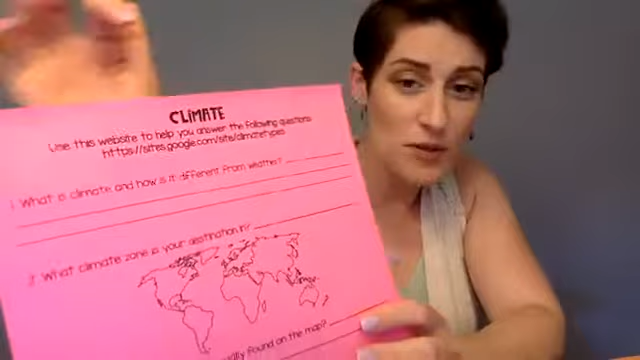 CLIMATE
Use this website to help you answer the following questions:
https://sites.google.com/site/climatetypes
1. What is climate and how is it different from weather?
2. What climate zone is your destination in?
found on the map?